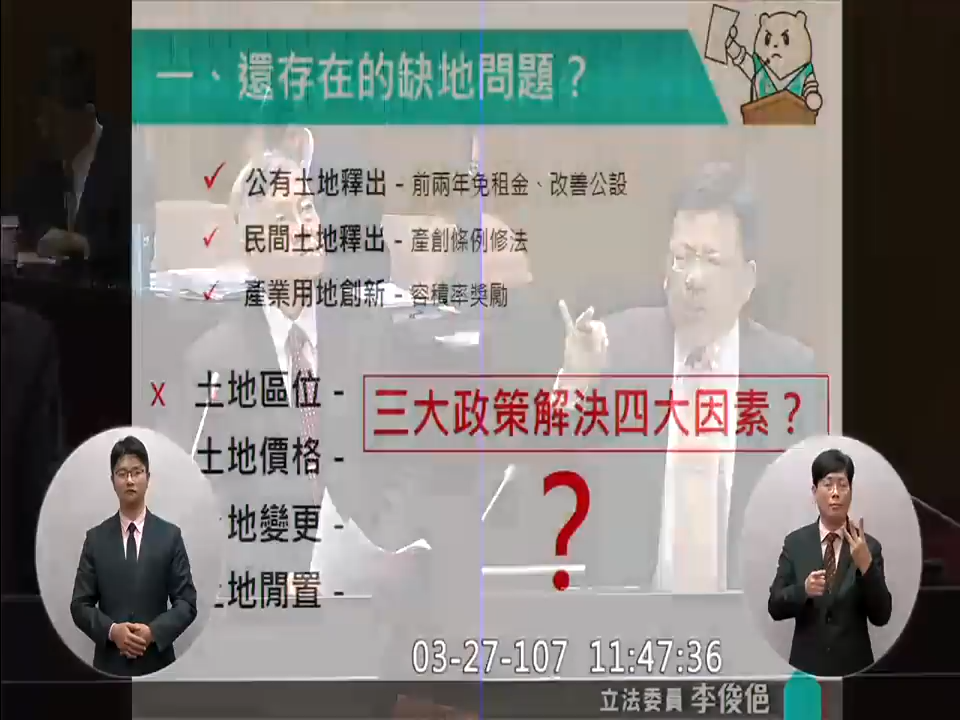 一、還存在的缺地問題？
✓ 公有土地釋出 - 前兩年免租金、改善公設
✓ 民間土地釋出 - 產創條例修法
✓ 產業用地創新 - 容積率獎勵
x 土地區位 -
三大政策解決四大因素？
土地價格 -
地變更 -
地閒置 -
?
03-27-107 11:47:36
立法委員 李俊俋